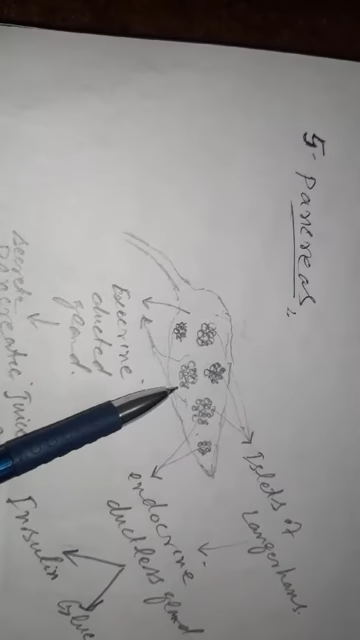 5- Pancreas
Islets of
Langerhans.
Exocrine
ducted
gland.
secrete
Pancreatic Juice
endocrine
ductless gland
Insulin